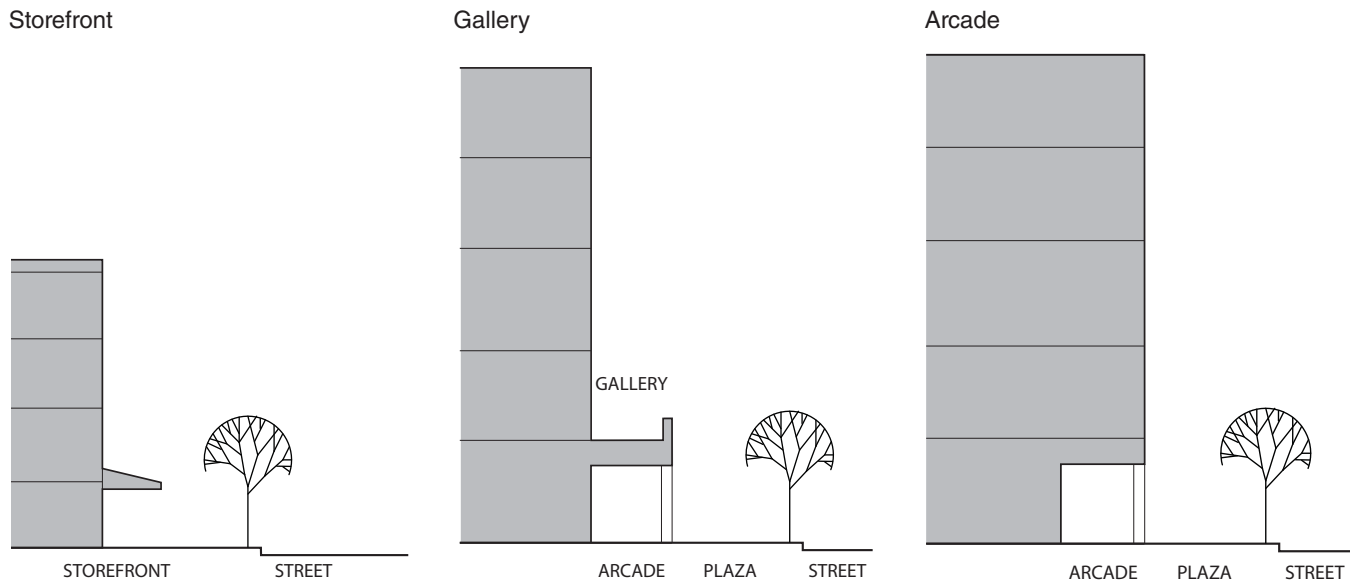 Storefront
Gallery
Arcade
GALLERY
STOREFRONT
STREET
ARCADE
PLAZA
STREET
ARCADE
PLAZA
STREET